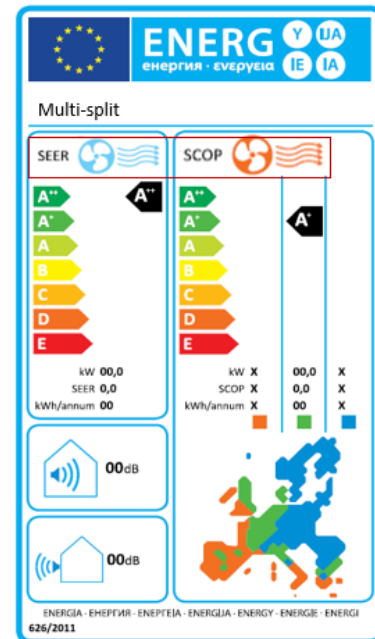 ENERG Y UA
енергия · ενεργεια IE IA
Multi-split
SEER
SCOP
A++ A++
A+
A
B
C
D
E
kW 00,0
SEER 0,0
kWh/annum 00
A++
A+ A+
A
B
C
D
E
kW X 00,0 X
SCOP X 0,0 X
kWh/annum X 00 X
00dB
00dB
ENERGIA · ЕНЕРГИЯ · ΕΝΕΡΓΕΙΑ · ENERGIJA · ENERGY · ENERGIE · ENERGI
626/2011